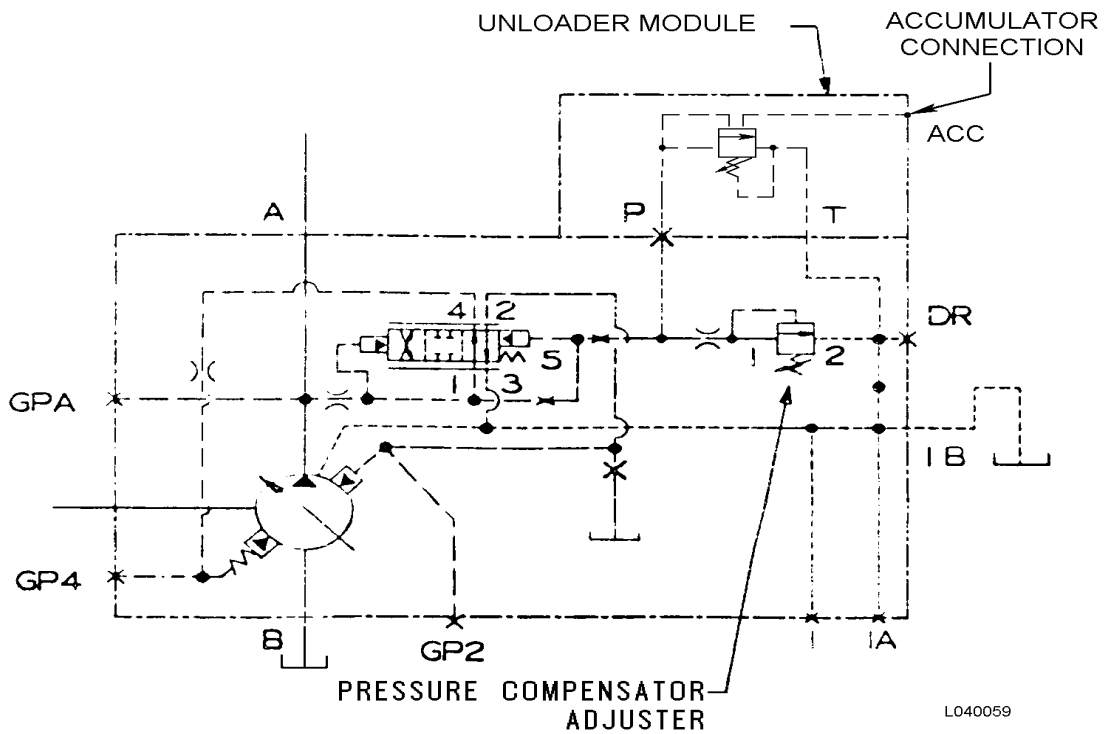 UNLOADER MODULE
ACCUMULATOR
CONNECTION
ACC
A
P
T
4 2
DR
5
1
2
1 3
GPA
IB
GP4
B
GP2
I
IA
PRESSURE COMPENSATOR
ADJUSTER
L040059